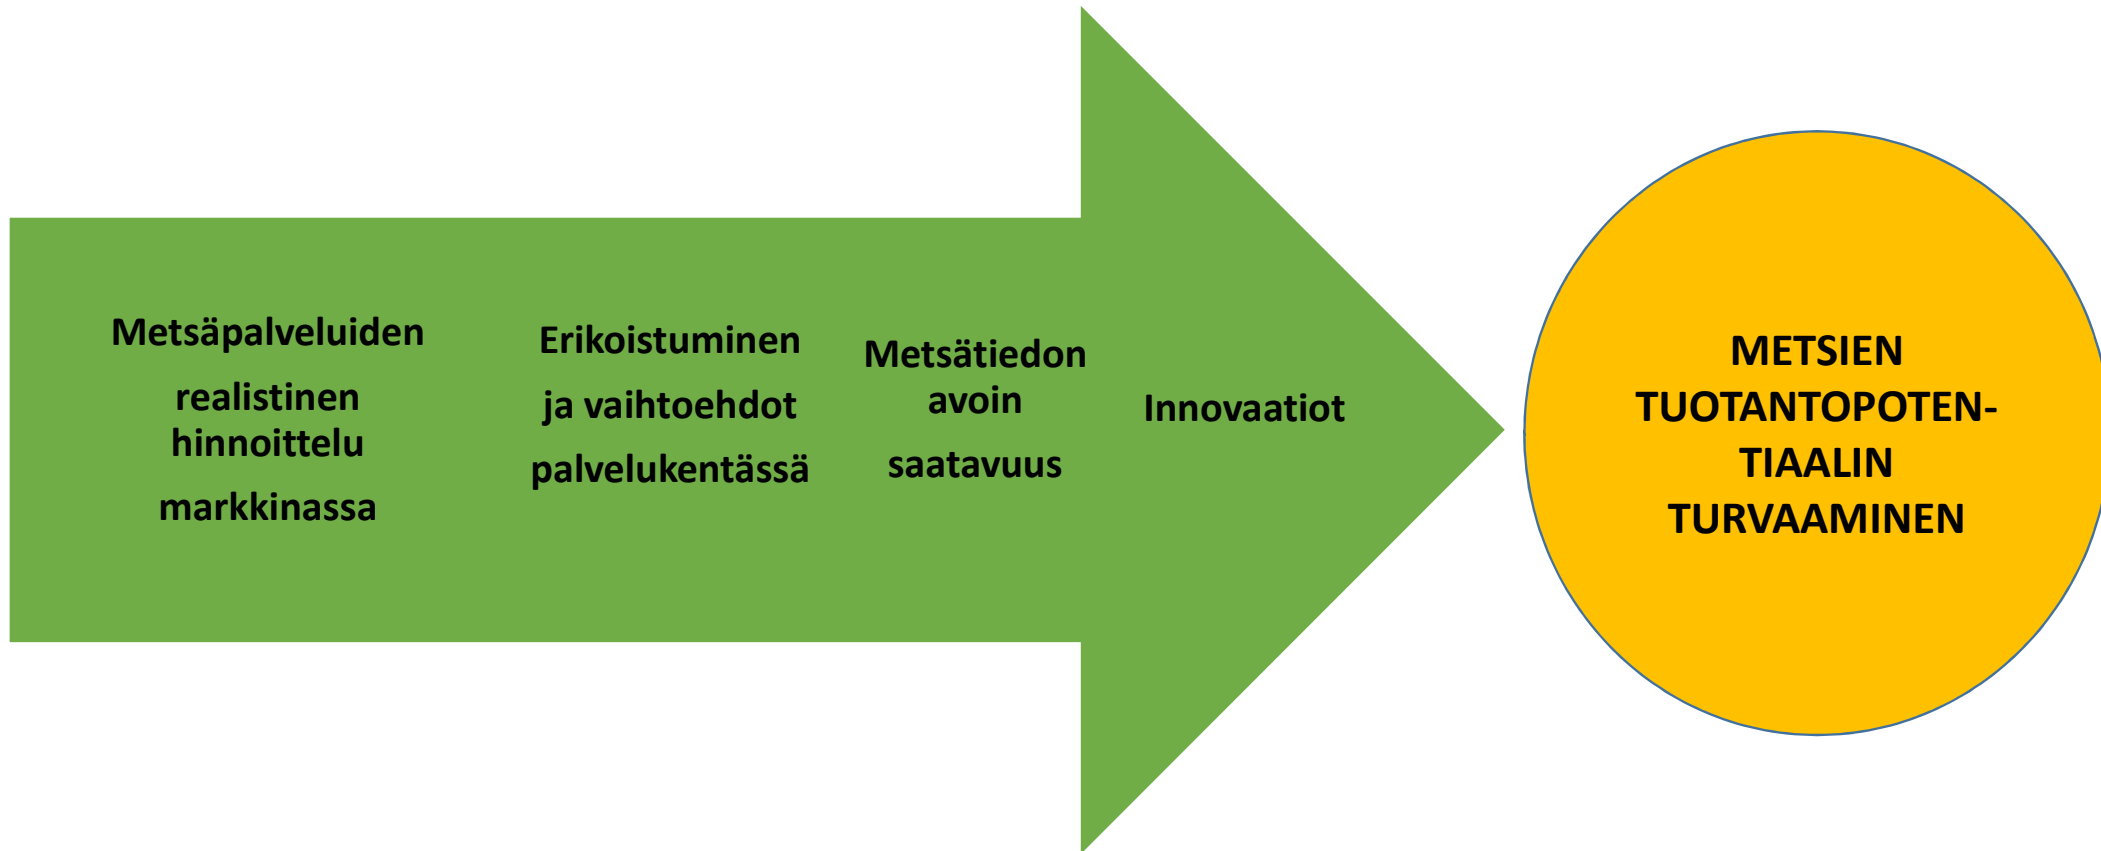 Metsäpalveluiden
realistinen
hinnoittelu
markkinassa
Erikoistuminen
ja vaihtoehdot
palvelukentässä
Metsätiedon
avoin
saatavuus
Innovaatiot
METSIEN
TUOTANTOPOTEN-
TIAALIN
TURVAAMINEN